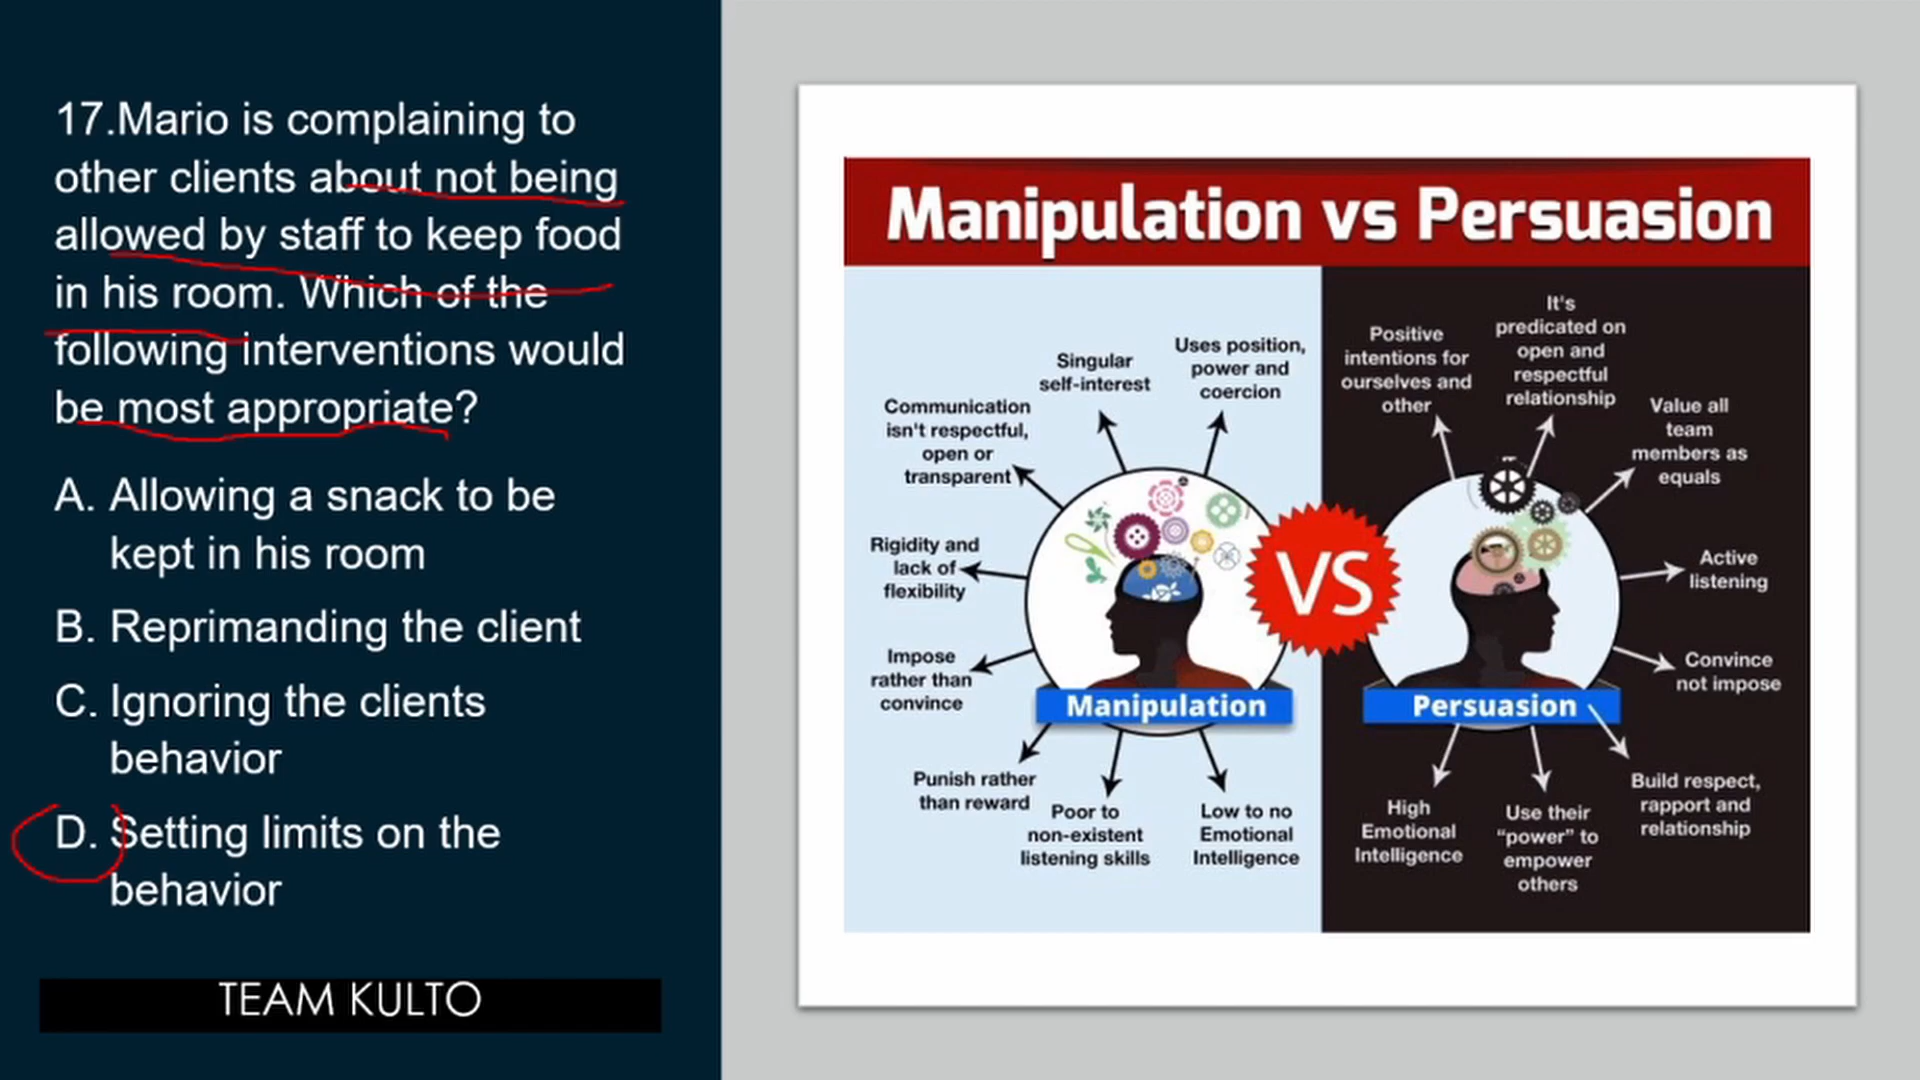 17.Mario is complaining to
other clients about not being
allowed by staff to keep food
in his room. Which of the
following interventions would
be most appropriate?
A. Allowing a snack to be
kept in his room
B. Reprimanding the client
C. Ignoring the clients
behavior
D. Setting limits on the
behavior
TEAM KULTO
Manipulation vs Persuasion
Singular
self-interest
Uses position,
power and
coercion
Communication
isn't respectful,
open or
transparent
Rigidity and
lack of
flexibility
Impose
rather than
convince
Manipulation
Punish rather
than reward
Poor to
non-existent
listening skills
Low to no
Emotional
Intelligence
VS
Positive
intentions for
ourselves and
other
It's
predicated on
open and
respectful
relationship
Value all
team
members as
equals
Active
listening
Convince
not impose
Persuasion
Build respect,
rapport and
relationship
High
Emotional
Intelligence
Use their
“power” to
empower
others